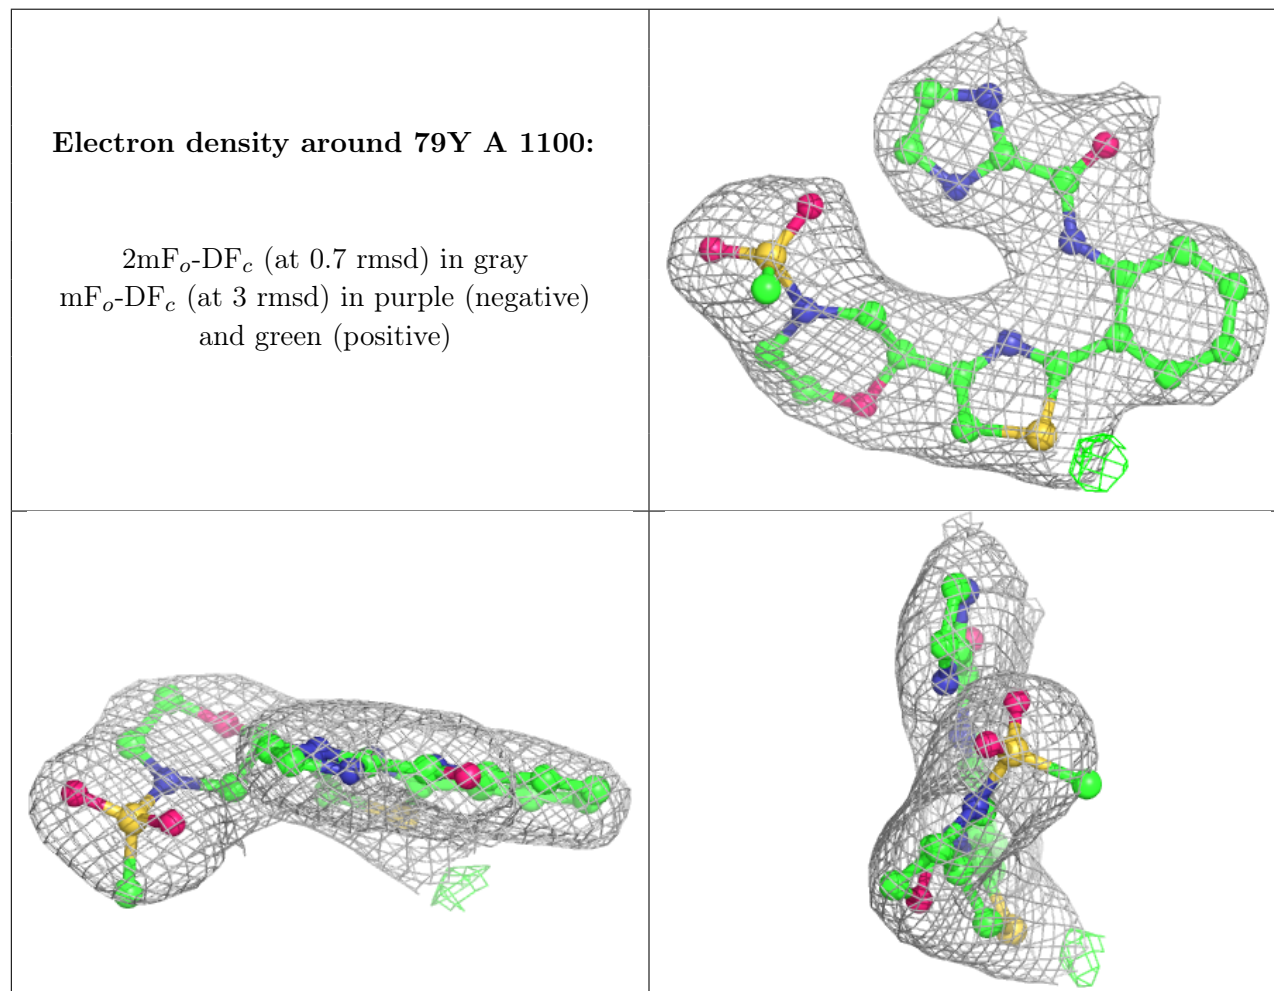 Electron density around 79Y A 1100:
2mFo-DFc (at 0.7 rmsd) in gray
mFo-DFc (at 3 rmsd) in purple (negative)
and green (positive)